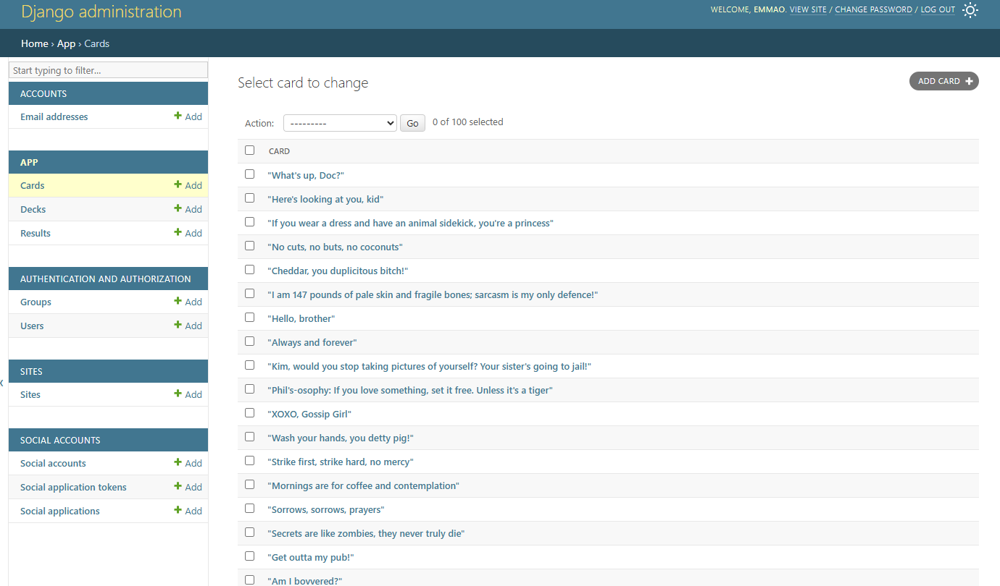 Django administration
WELCOME, EMMAO. VIEW SITE / CHANGE PASSWORD / LOG OUT
Home › App › Cards
Start typing to filter...
ACCOUNTS
Email addresses + Add
APP
Cards + Add
Decks + Add
Results + Add
AUTHENTICATION AND AUTHORIZATION
Groups + Add
Users + Add
SITES
Sites + Add
SOCIAL ACCOUNTS
Social accounts + Add
Social application tokens + Add
Social applications + Add
Select card to change
ADD CARD +
Action: --------- Go 0 of 100 selected
CARD
"What's up, Doc?"
"Here's looking at you, kid"
"If you wear a dress and have an animal sidekick, you're a princess"
"No cuts, no buts, no coconuts"
"Cheddar, you duplicitous bitch!"
"I am 147 pounds of pale skin and fragile bones; sarcasm is my only defence!"
"Hello, brother"
"Always and forever"
"Kim, would you stop taking pictures of yourself? Your sister's going to jail!"
"Phil's-osophy: If you love something, set it free. Unless it's a tiger"
"XOXO, Gossip Girl"
"Wash your hands, you detty pig!"
"Strike first, strike hard, no mercy"
"Mornings are for coffee and contemplation"
"Sorrows, sorrows, prayers"
"Secrets are like zombies, they never truly die"
"Get outta my pub!"
"Am I bovvered?"